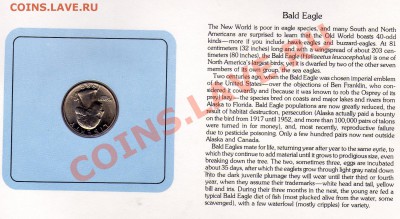 COINS.LAVE.RU
Bald Eagle
The New World is poor in eagle species, and many South and North
Americans are surprised to learn that the Old World boasts 40-odd
kinds—more if you include hawk- and buzzard-eagles. At 81
centimeters (32 inches) long and with a wingspread of about 203 cen-
timeters (80 inches), the Bald Eagle (Haliaeetus leucocephalus) is one of
North America's largest birds, yet it is dwarfed by two of the other seven
members of its genus, the sea eagles.
Two centuries ago the Bald Eagle was chosen imperial emblem
of the United States—over the objections of Ben Franklin, who con-
sidered it cowardly and (because it was known to rob the Osprey of its
fish)
the species bred on coasts and major lakes and rivers from
Alaska to Florida. Bald Eagle populations are now greatly reduced, the
result of habitat destruction, persecution (Alaska actually paid a bounty
on the bird from 1917 until 1952, and more than 100,000 pairs of
talons were turned for money), and, most recently, reproductive failure
due to pesticide poisoning. Only a few hundred pairs now nest outside
Alaska and Canada.
Bald Eagles mate for life, returning year after year to the same eyrie, to
which they continue to add material until it grows to prodigious size, even
breaking down the tree. The two, sometimes three, eggs are incubated
for about 35 days, after which the eaglets grow through light gray natal down
into the dark juvenile plumage they will wear until their third or fourth
year, when they assume their trademarks—white head and tail, yellow
bill and iris. During their three months in the nest, the young are fed
a typical Bald Eagle diet of fish (most plucked alive from the water, some
scavenged), with a few waterfowl (mostly cripples) for variety.
COINS.LAVE.RU